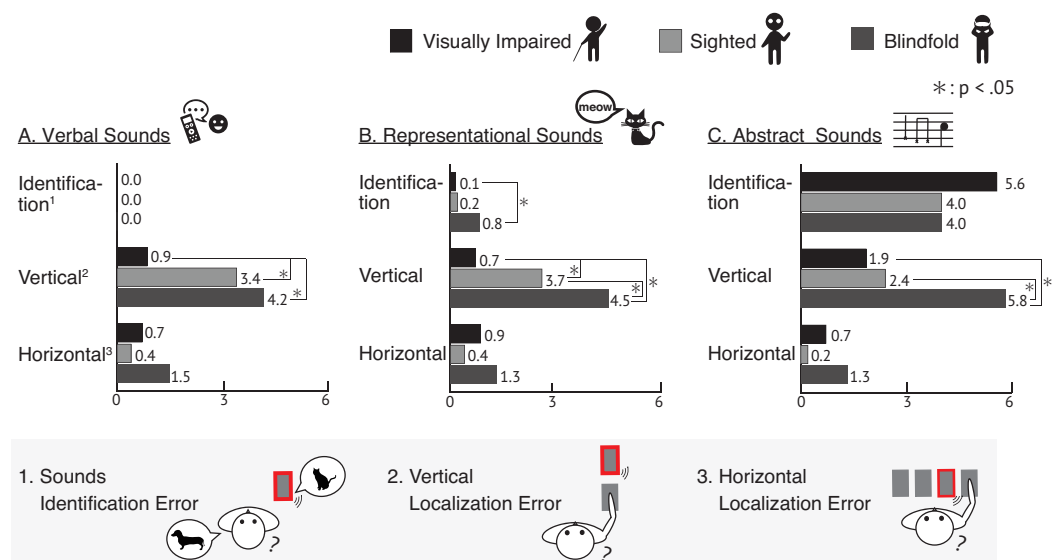 Visually Impaired
Sighted
Blindfold
＊: p < .05
A. Verbal Sounds
Identifica-
tion¹
0.0
0.0
0.0
Vertical²
0.9
3.4
＊
4.2
＊
Horizontal³
0.7
0.4
1.5
0
3
6
meow
B. Representational Sounds
Identifica-
tion
0.1
0.2
0.8
＊
Vertical
0.7
3.7
＊
4.5
＊
＊
Horizontal
0.9
0.4
1.3
0
3
6
C. Abstract Sounds
Identifica-
tion
5.6
4.0
4.0
Vertical
1.9
2.4
5.8
＊
＊
Horizontal
0.7
0.2
1.3
0
3
6
1. Sounds
Identification Error
?
2. Vertical
Localization Error
?
3. Horizontal
Localization Error
?